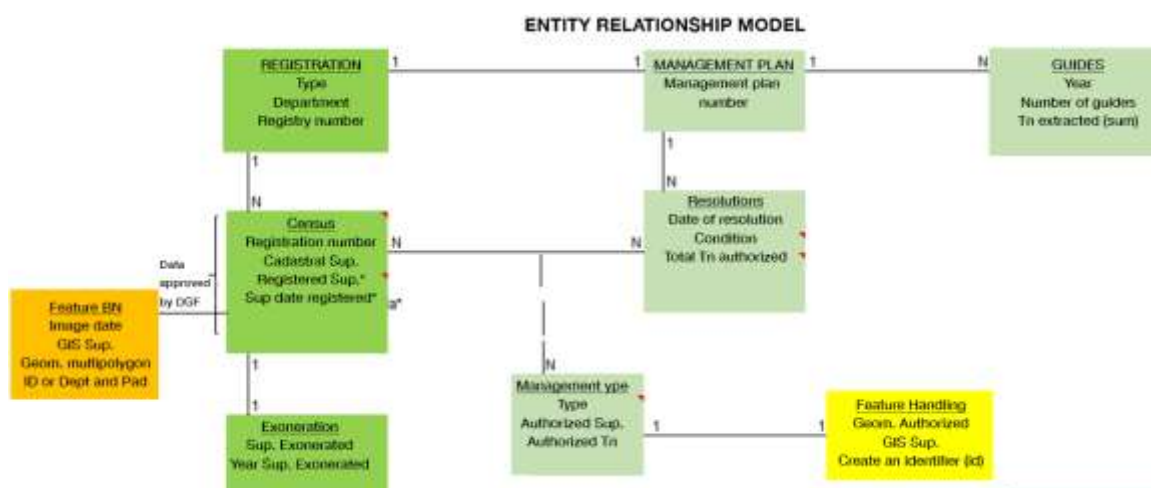 ENTITY RELATIONSHIP MODEL
REGISTRATION
Type
Department
Registry number
1
1
MANAGEMENT PLAN
Management plan
number
1
N
GUIDES
Year
Number of guides
Tn extracted (sum)
1
N
1
N
Census
Registration number
Cadastral Sup.
Registered Sup.*
Sup date registered*
N
N
a*
Resolutions
Date of resolution
Condition
Total Tn authorized
Data
approved
by DGF
Feature BN
Image date
GIS Sup.
Geom. multipolygon
ID or Dept and Pad
1
1
N
Exoneration
Sup. Exonerated
Year Sup. Exonerated
Management ype
Type
Authorized Sup.
Authorized Tn
1
1
Feature Handling
Geom. Authorized
GIS Sup.
Create an identifier (id)